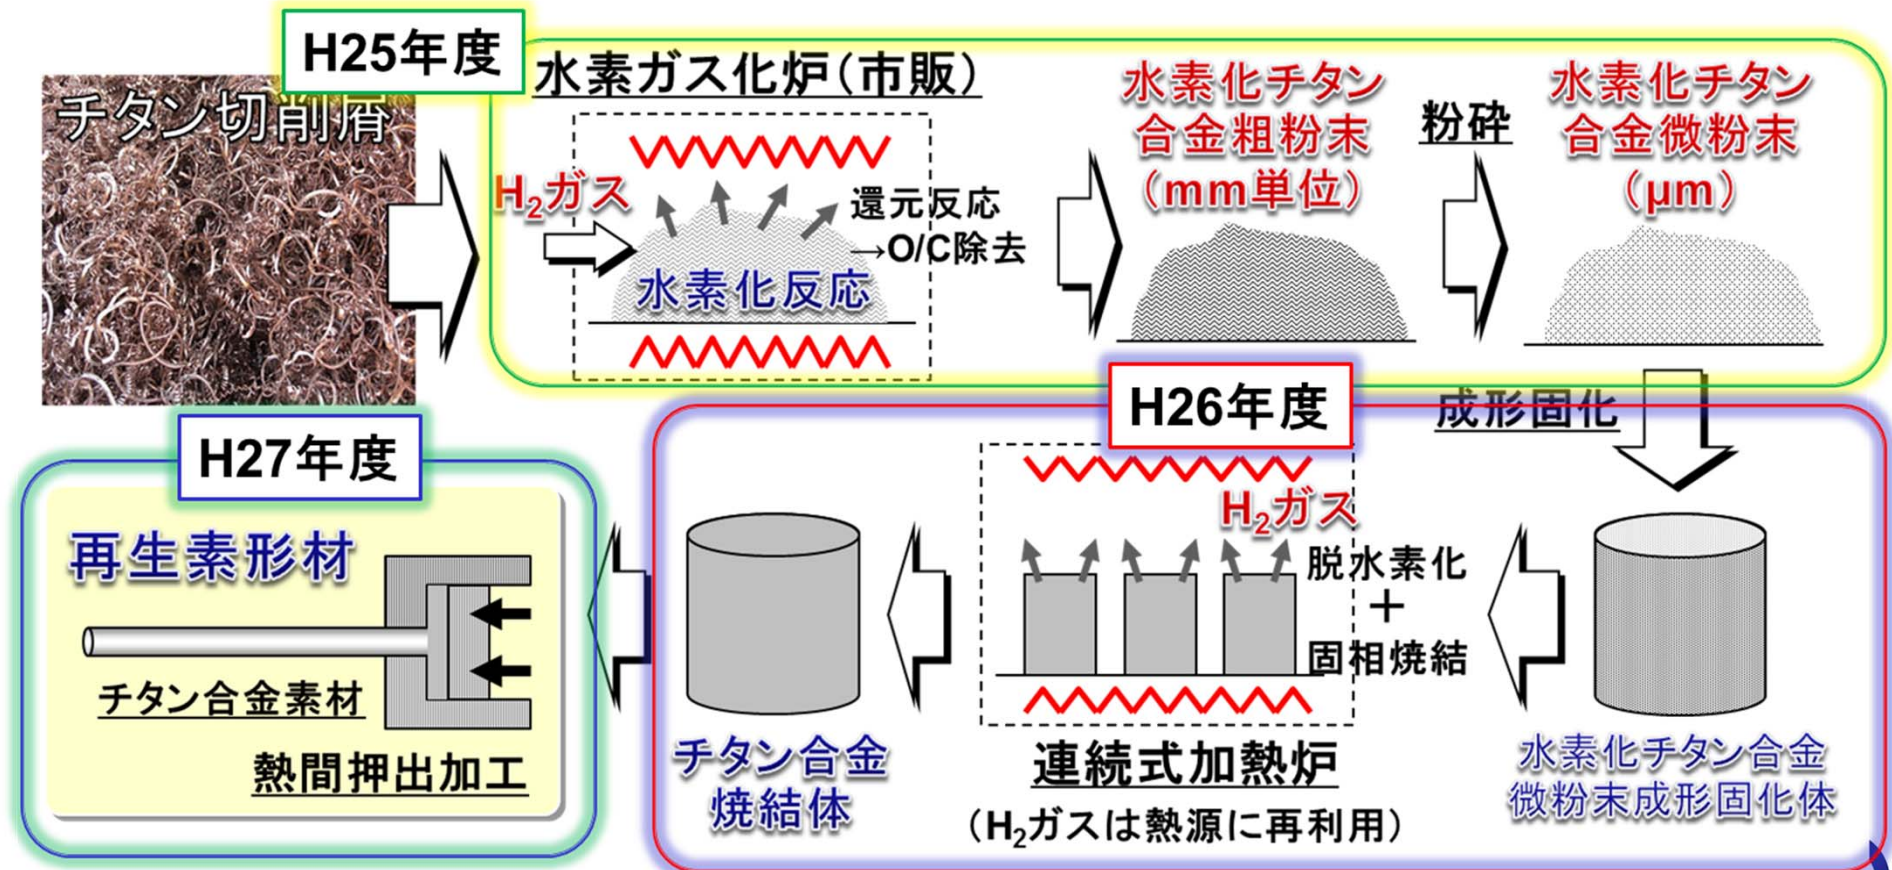 H25年度
チタン切削屑
水素ガス化炉(市販)
H₂ガス
還元反応
→O/C除去
水素化反応
水素化チタン
合金粗粉末
(mm単位)
粉砕
水素化チタン
合金微粉末
(μm)
成形固化
H26年度
水素化チタン合金
微粉末成形固化体
H₂ガス
脱水素化
+
固相焼結
連続式加熱炉
(H₂ガスは熱源に再利用)
チタン合金
焼結体
H27年度
再生素形材
チタン合金素材
熱間押出加工